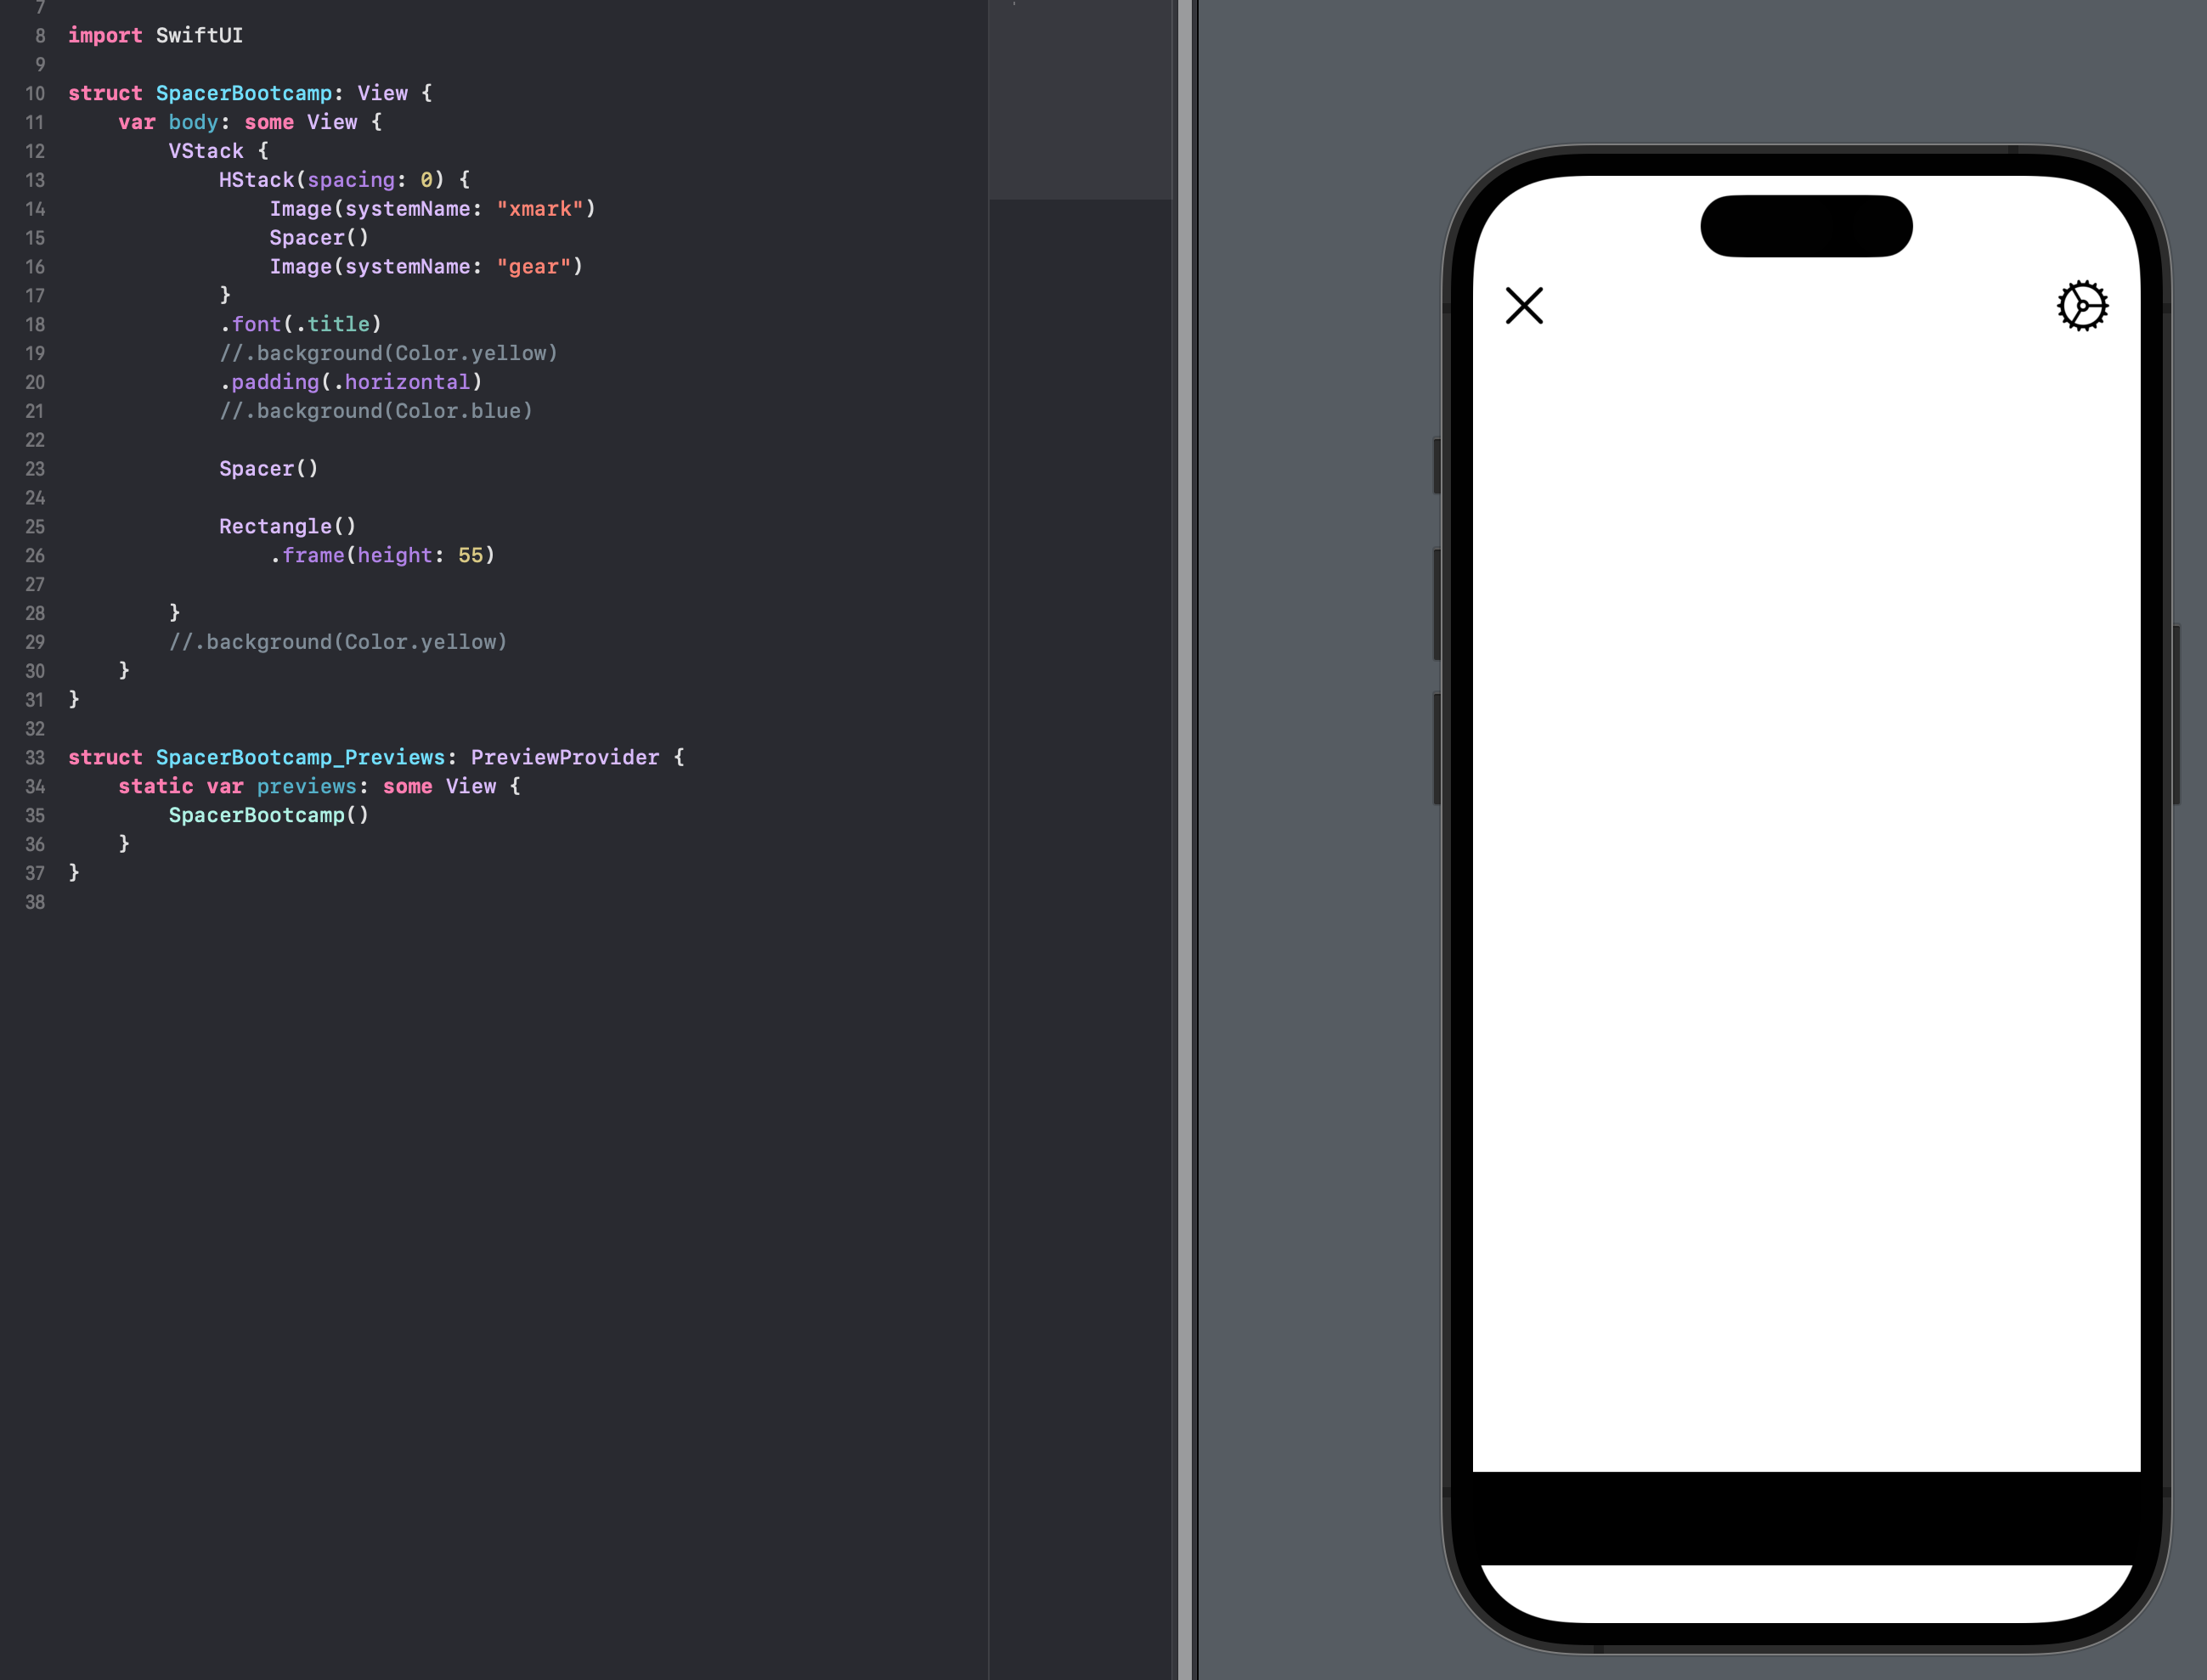 7
8 import SwiftUI
9
10 struct SpacerBootcamp: View {
11     var body: some View {
12         VStack {
13             HStack(spacing: 0) {
14                 Image(systemName: "xmark")
15                 Spacer()
16                 Image(systemName: "gear")
17             }
18             .font(.title)
19             //.background(Color.yellow)
20             .padding(.horizontal)
21             //.background(Color.blue)
22
23             Spacer()
24
25             Rectangle()
26                 .frame(height: 55)
27
28         }
29         //.background(Color.yellow)
30     }
31 }
32
33 struct SpacerBootcamp_Previews: PreviewProvider {
34     static var previews: some View {
35         SpacerBootcamp()
36     }
37 }
38